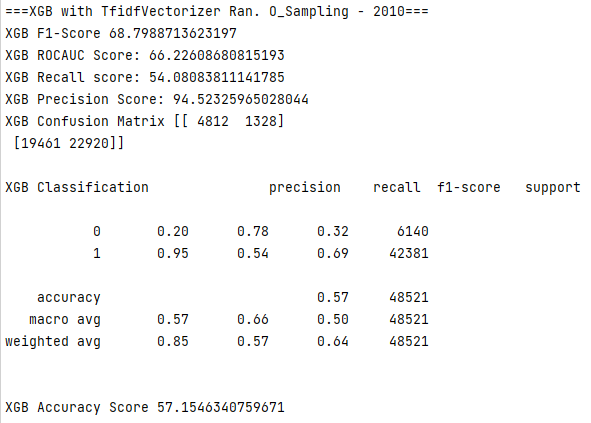 ===XGB with TfidfVectorizer Ran. O_Sampling - 2010===
XGB F1-Score 68.7988713623197
XGB ROCAUC Score: 66.22608680815193
XGB Recall score: 54.08083811141785
XGB Precision Score: 94.52325965028044
XGB Confusion Matrix [[ 4812  1328]
 [19461 22920]]
XGB Classification               precision    recall  f1-score   support
           0       0.20      0.78      0.32      6140
           1       0.95      0.54      0.69     42381
    accuracy                           0.57     48521
   macro avg       0.57      0.66      0.50     48521
weighted avg       0.85      0.57      0.64     48521
XGB Accuracy Score 57.1546340759671